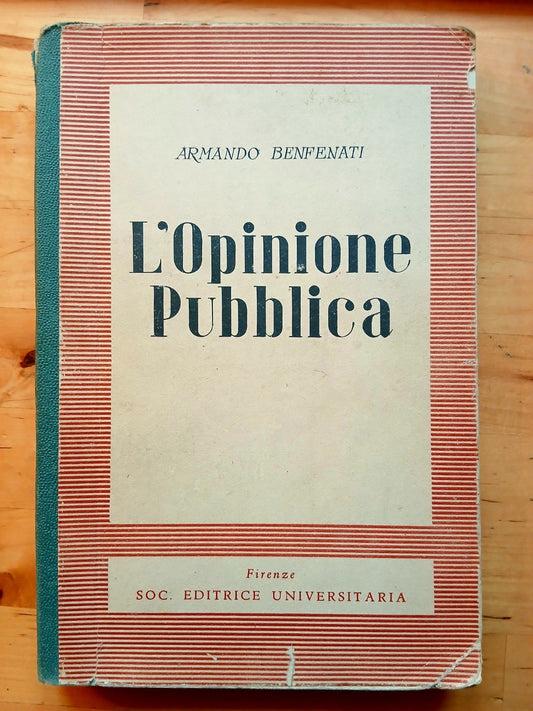 ARMANDO BENFENATI
L'Opinione
Pubblica
Firenze
SOC. EDITRICE UNIVERSITARIA